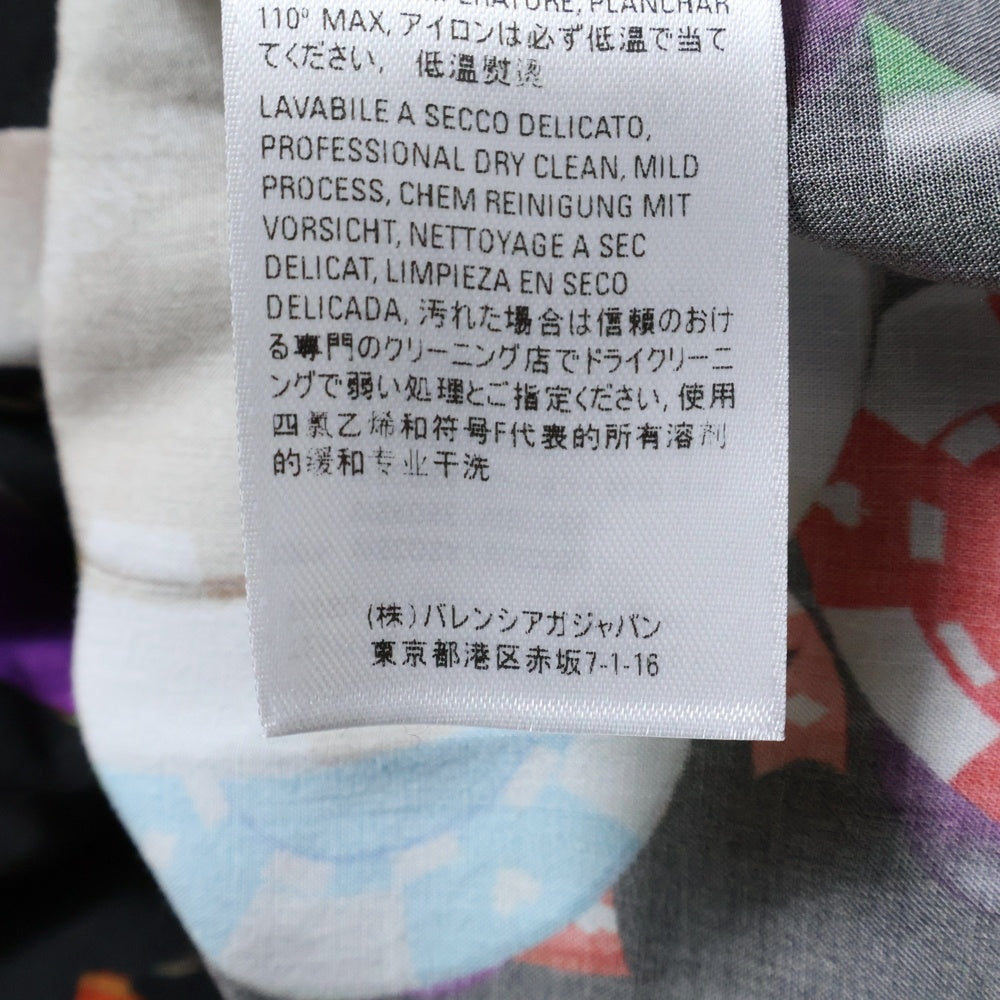 TEMPERATURE, PLANCHAR
110º MAX, アイロンは必ず低温で当て
てください, 低温熨烫
LAVABILE A SECCO DELICATO,
PROFESSIONAL DRY CLEAN, MILD
PROCESS, CHEM REINIGUNG MIT
VORSICHT, NETTOYAGE A SEC
DELICAT, LIMPIEZA EN SECO
DELICADA, 汚れた場合は信頼のおけ
る専門のクリーニング店でドライクリーニ
ングで弱い処理とご指定ください, 使用
四氯乙烯和符号F代表的所有溶剂
的缓和专业干洗
(株)バレンシアガジャパン
東京都港区赤坂7-1-16